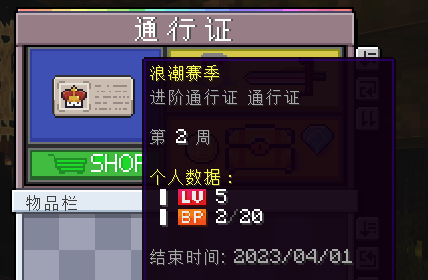 通行证
浪潮赛季
进阶通行证 通行证
第 2 周
SHOP
个人数据：
LV 5
BP 2/20
物品栏
结束时间: 2023/04/01